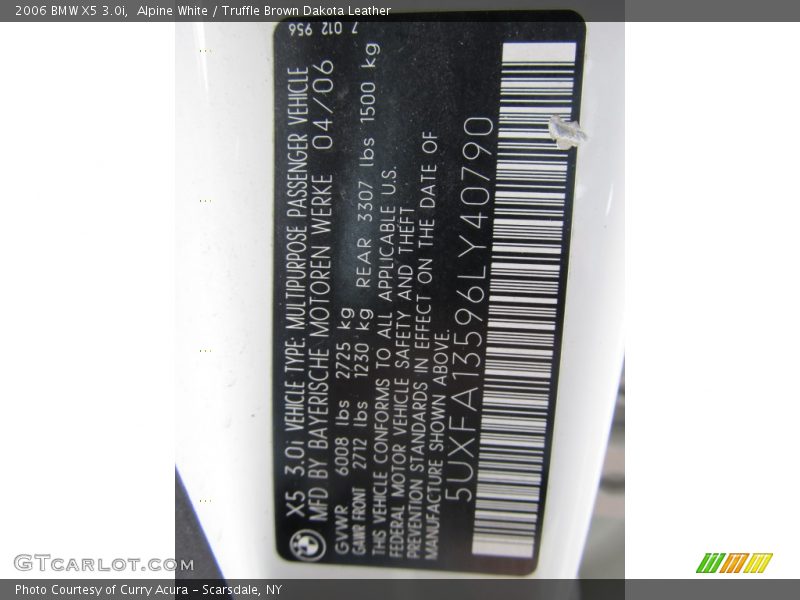 2006 BMW X5 3.0i, Alpine White / Truffle Brown Dakota Leather
7 012 956
X5 3.0i VEHICLE TYPE: MULTIPURPOSE PASSENGER VEHICLE
MFD BY BAYERISCHE MOTOREN WERKE 04/06
GVWR 6008 lbs 2725 kg
GAWR FRONT 2712 lbs 1230 kg REAR 3307 lbs 1500 kg
THIS VEHICLE CONFORMS TO ALL APPLICABLE U.S.
FEDERAL MOTOR VEHICLE SAFETY AND THEFT
PREVENTION STANDARDS IN EFFECT ON THE DATE OF
MANUFACTURE SHOWN ABOVE.
5UXFA13596LY40790
GTCarLot.com
Photo Courtesy of Curry Acura - Scarsdale, NY